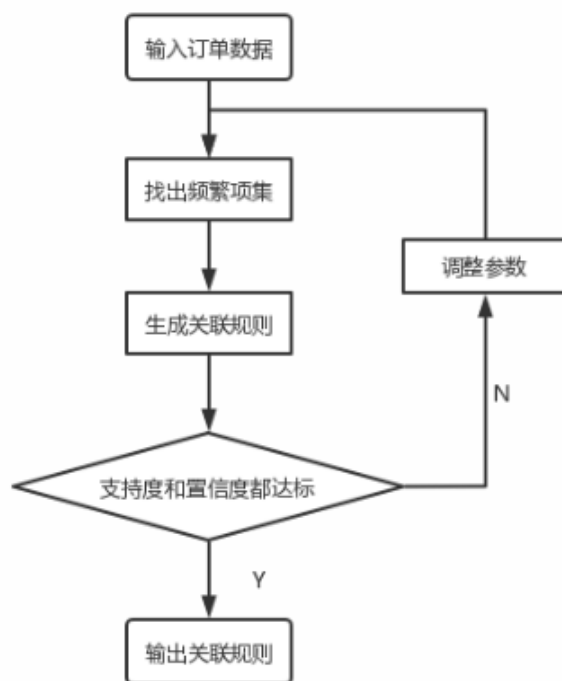 输入订单数据
找出频繁项集
调整参数
生成关联规则
N
支持度和置信度都达标
Y
输出关联规则